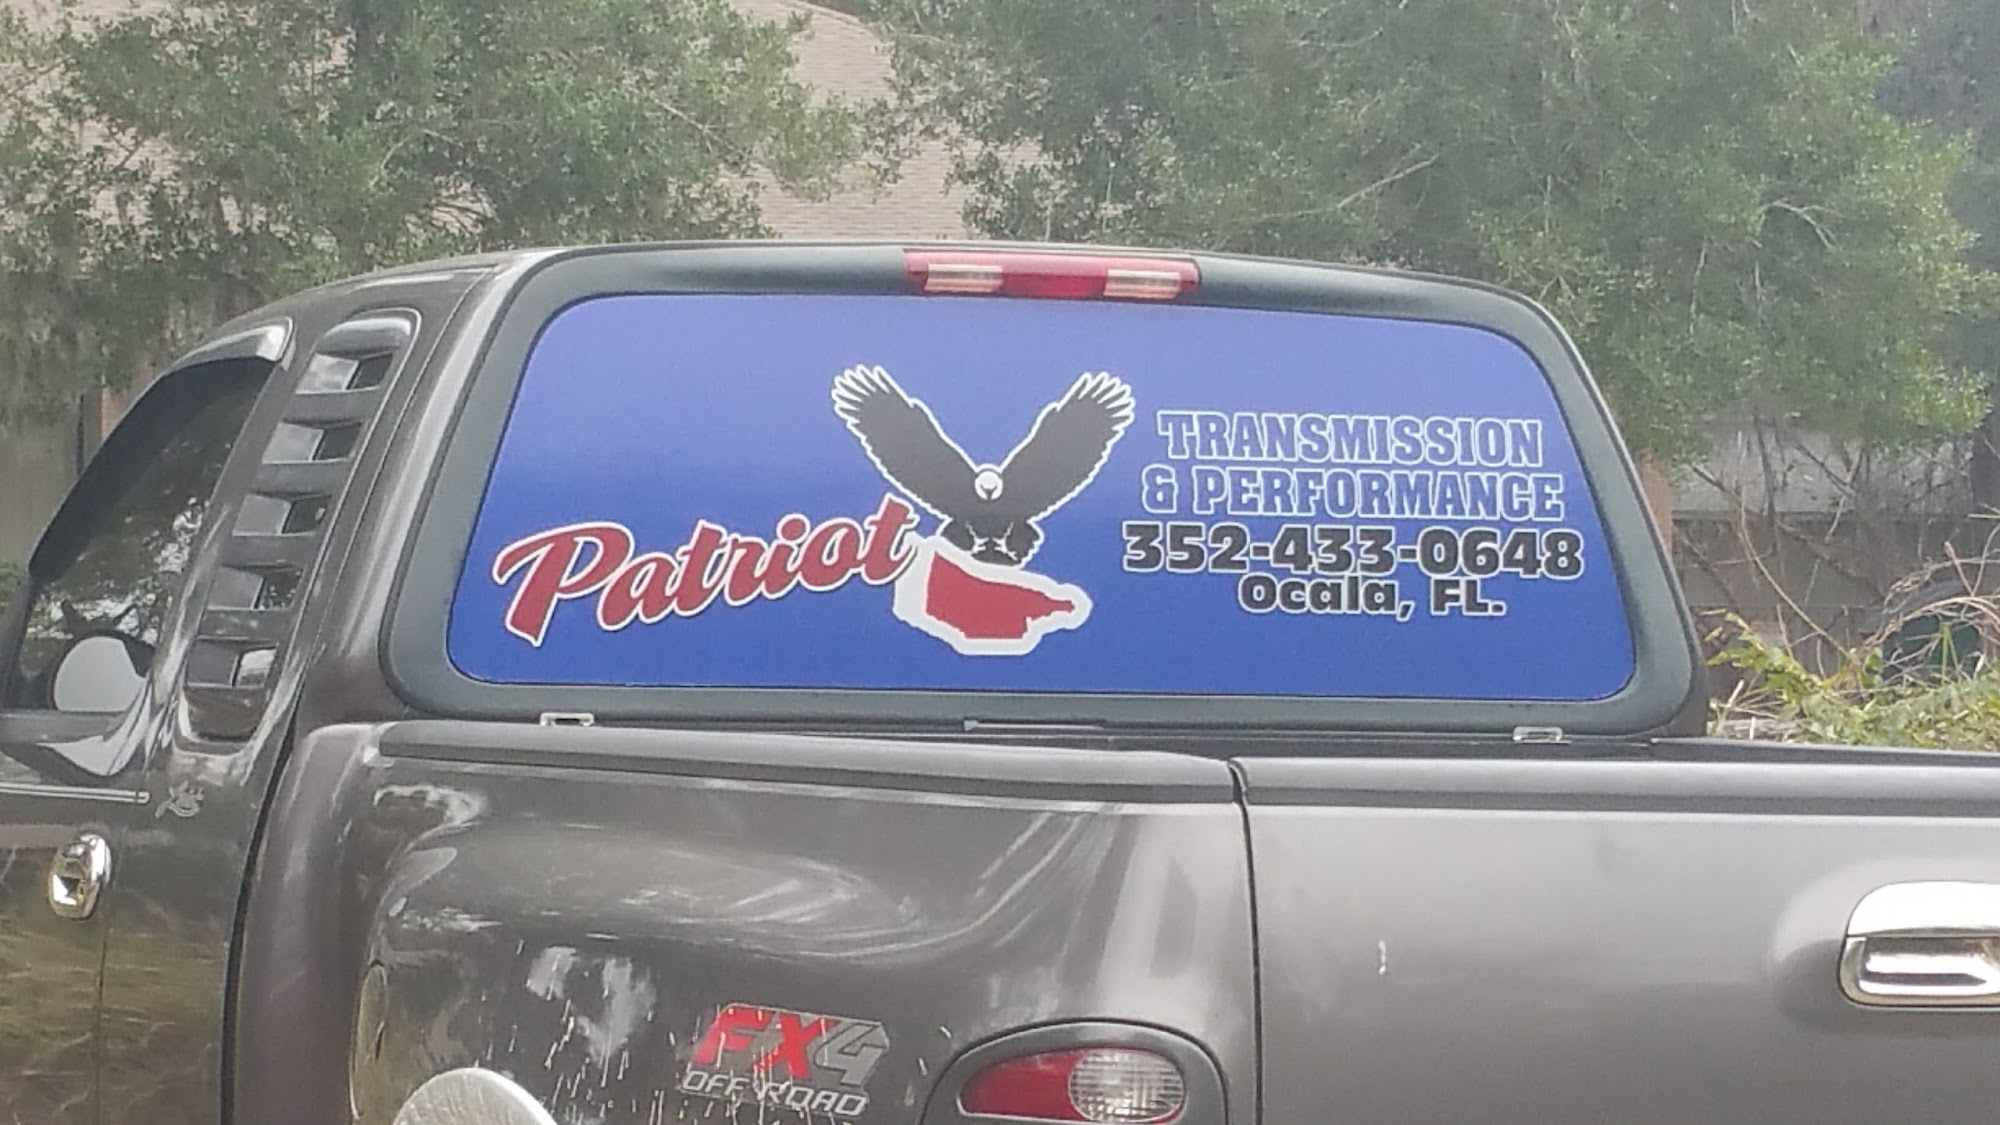 Patriot
TRANSMISSION
& PERFORMANCE
352-433-0648
Ocala, FL.
FX4
OFF ROAD